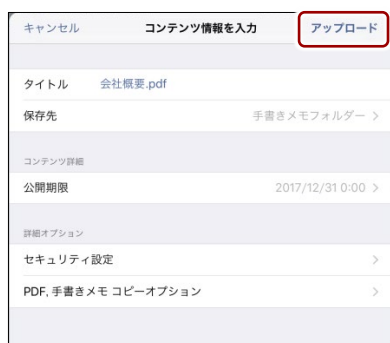 キャンセル コンテンツ情報を入力 アップロード
タイトル 会社概要.pdf
保存先 手書きメモフォルダー >
コンテンツ詳細
公開期限 2017/12/31 0:00 >
詳細オプション
セキュリティ設定 >
PDF, 手書きメモ コピーオプション >